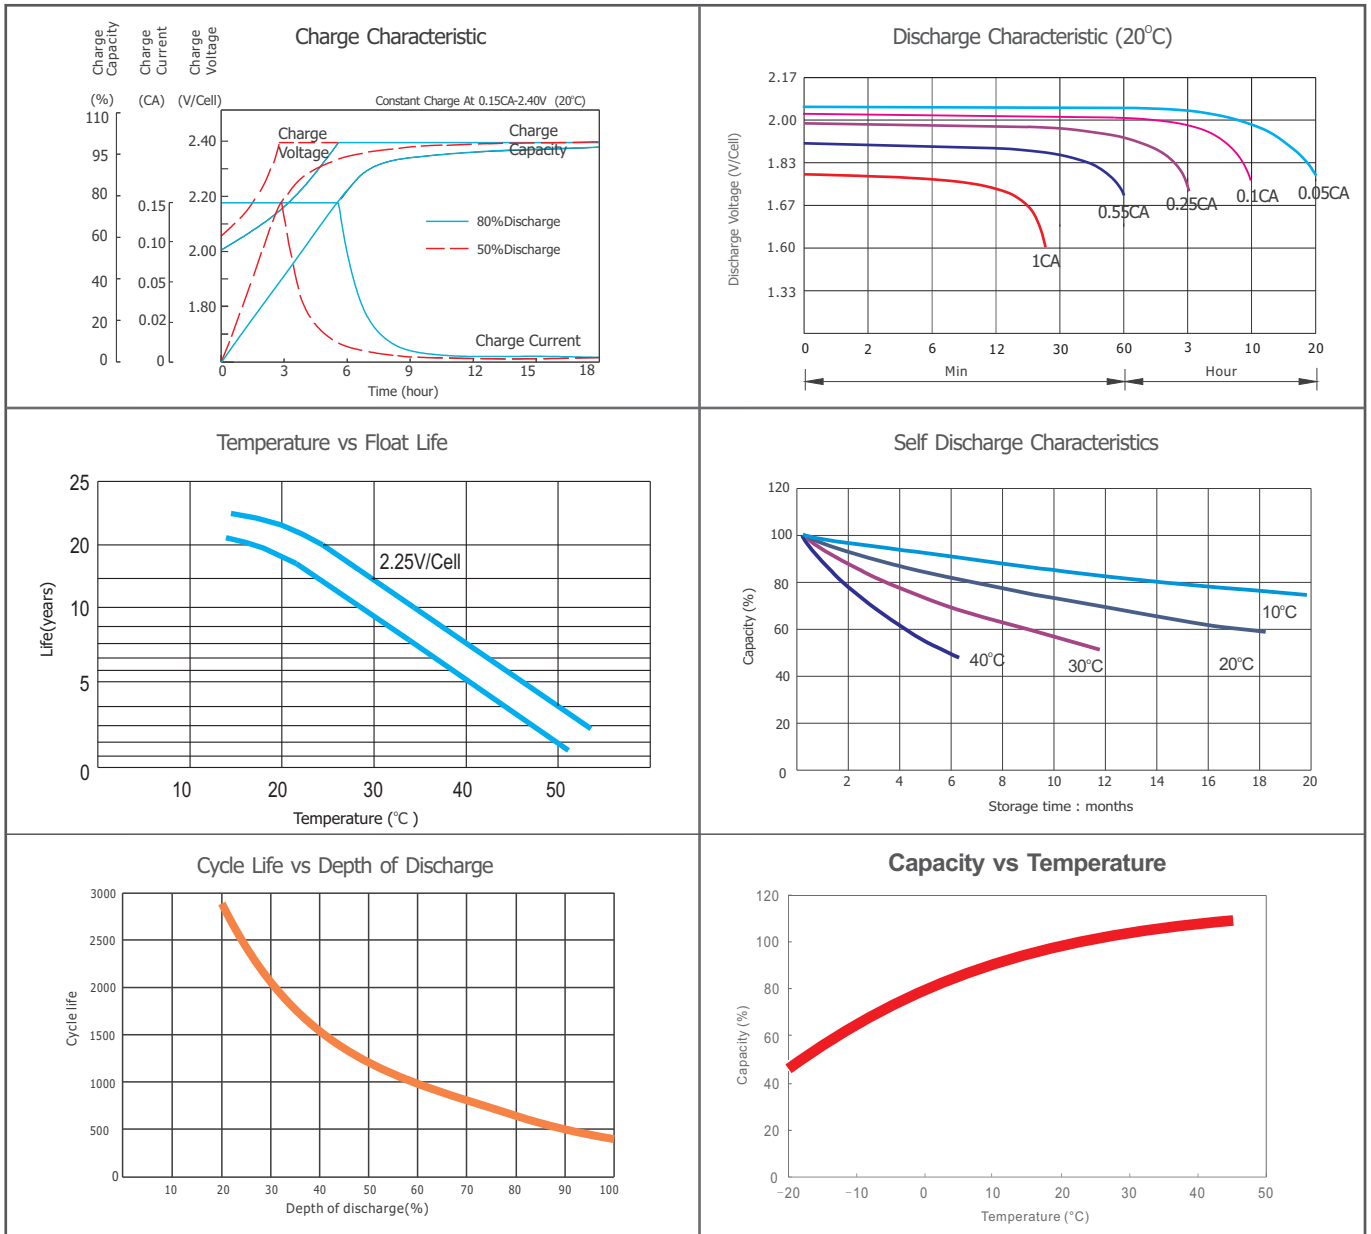 Charge Characteristic
Charge
Capacity
Charge
Current
Charge
Voltage
(%)
(CA)
(V/Cell)
Constant Charge At 0.15CA-2.40V (20°C)
110
95
80
60
40
20
0
0.15
0.10
0.05
0.02
0
2.40
2.20
2.00
1.80
Charge
Voltage
Charge
Capacity
80%Discharge
50%Discharge
Charge Current
0 3 6 9 12 15 18
Time (hour)
Discharge Characteristic (20°C)
Discharge Voltage (V/Cell)
2.17
2.00
1.83
1.67
1.60
1.33
1CA
0.55CA
0.25CA
0.1CA
0.05CA
0 2 6 12 30 60 3 10 20
Min Hour
Temperature vs Float Life
Life(years)
25
20
10
5
0
2.25V/Cell
10 20 30 40 50
Temperature (°C )
Self Discharge Characteristics
Capacity (%)
120
100
80
60
40
20
0
10°C
20°C
30°C
40°C
2 4 6 8 10 12 14 16 18 20
Storage time : months
Cycle Life vs Depth of Discharge
Cycle life
3000
2500
2000
1500
1000
500
0
10 20 30 40 50 60 70 80 90 100
Depth of discharge(%)
Capacity vs Temperature
Capacity (%)
120
100
80
60
40
20
0
−20 −10 0 10 20 30 40 50
Temperature (°C)